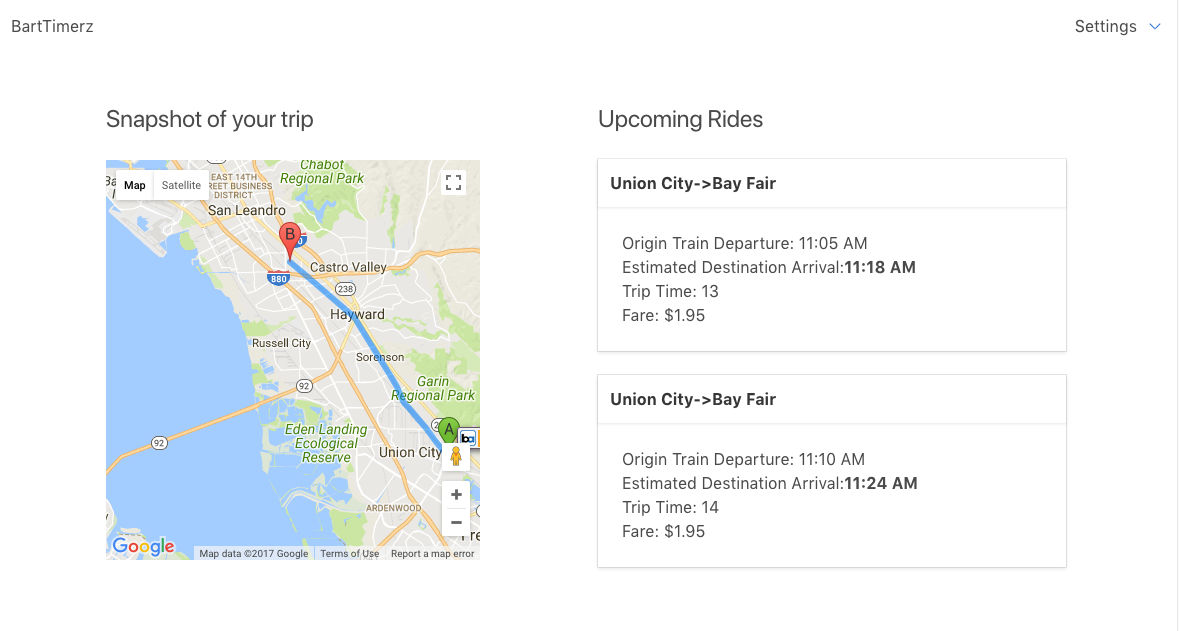 BartTimerz
Settings
Snapshot of your trip
Upcoming Rides
Map
Satellite
Chabot
Regional Park
EAST 14TH
STREET BUSINESS
DISTRICT
San Leandro
B
880
Castro Valley
238
Hayward
Russell City
Sorenson
92
Garin
Regional Park
A
ba
Eden Landing
Ecological
Reserve
Union City
92
+
−
ARDENWOOD
Google
Map data ©2017 Google
Terms of Use
Report a map error
Union City->Bay Fair
Origin Train Departure: 11:05 AM
Estimated Destination Arrival:11:18 AM
Trip Time: 13
Fare: $1.95
Union City->Bay Fair
Origin Train Departure: 11:10 AM
Estimated Destination Arrival:11:24 AM
Trip Time: 14
Fare: $1.95